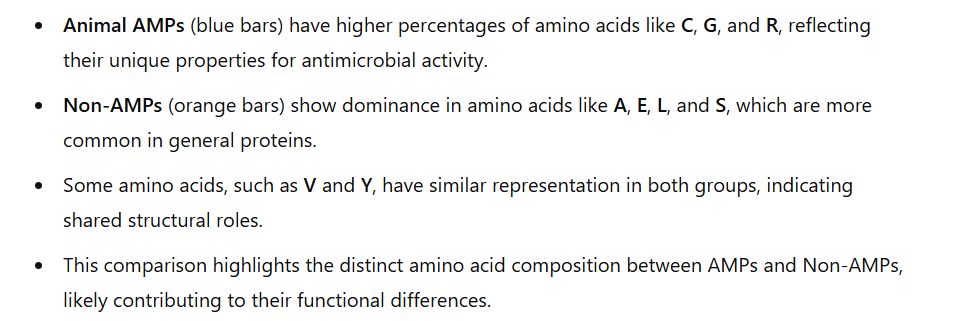 • Animal AMPs (blue bars) have higher percentages of amino acids like C, G, and R, reflecting
their unique properties for antimicrobial activity.
• Non-AMPs (orange bars) show dominance in amino acids like A, E, L, and S, which are more
common in general proteins.
• Some amino acids, such as V and Y, have similar representation in both groups, indicating
shared structural roles.
• This comparison highlights the distinct amino acid composition between AMPs and Non-AMPs,
likely contributing to their functional differences.